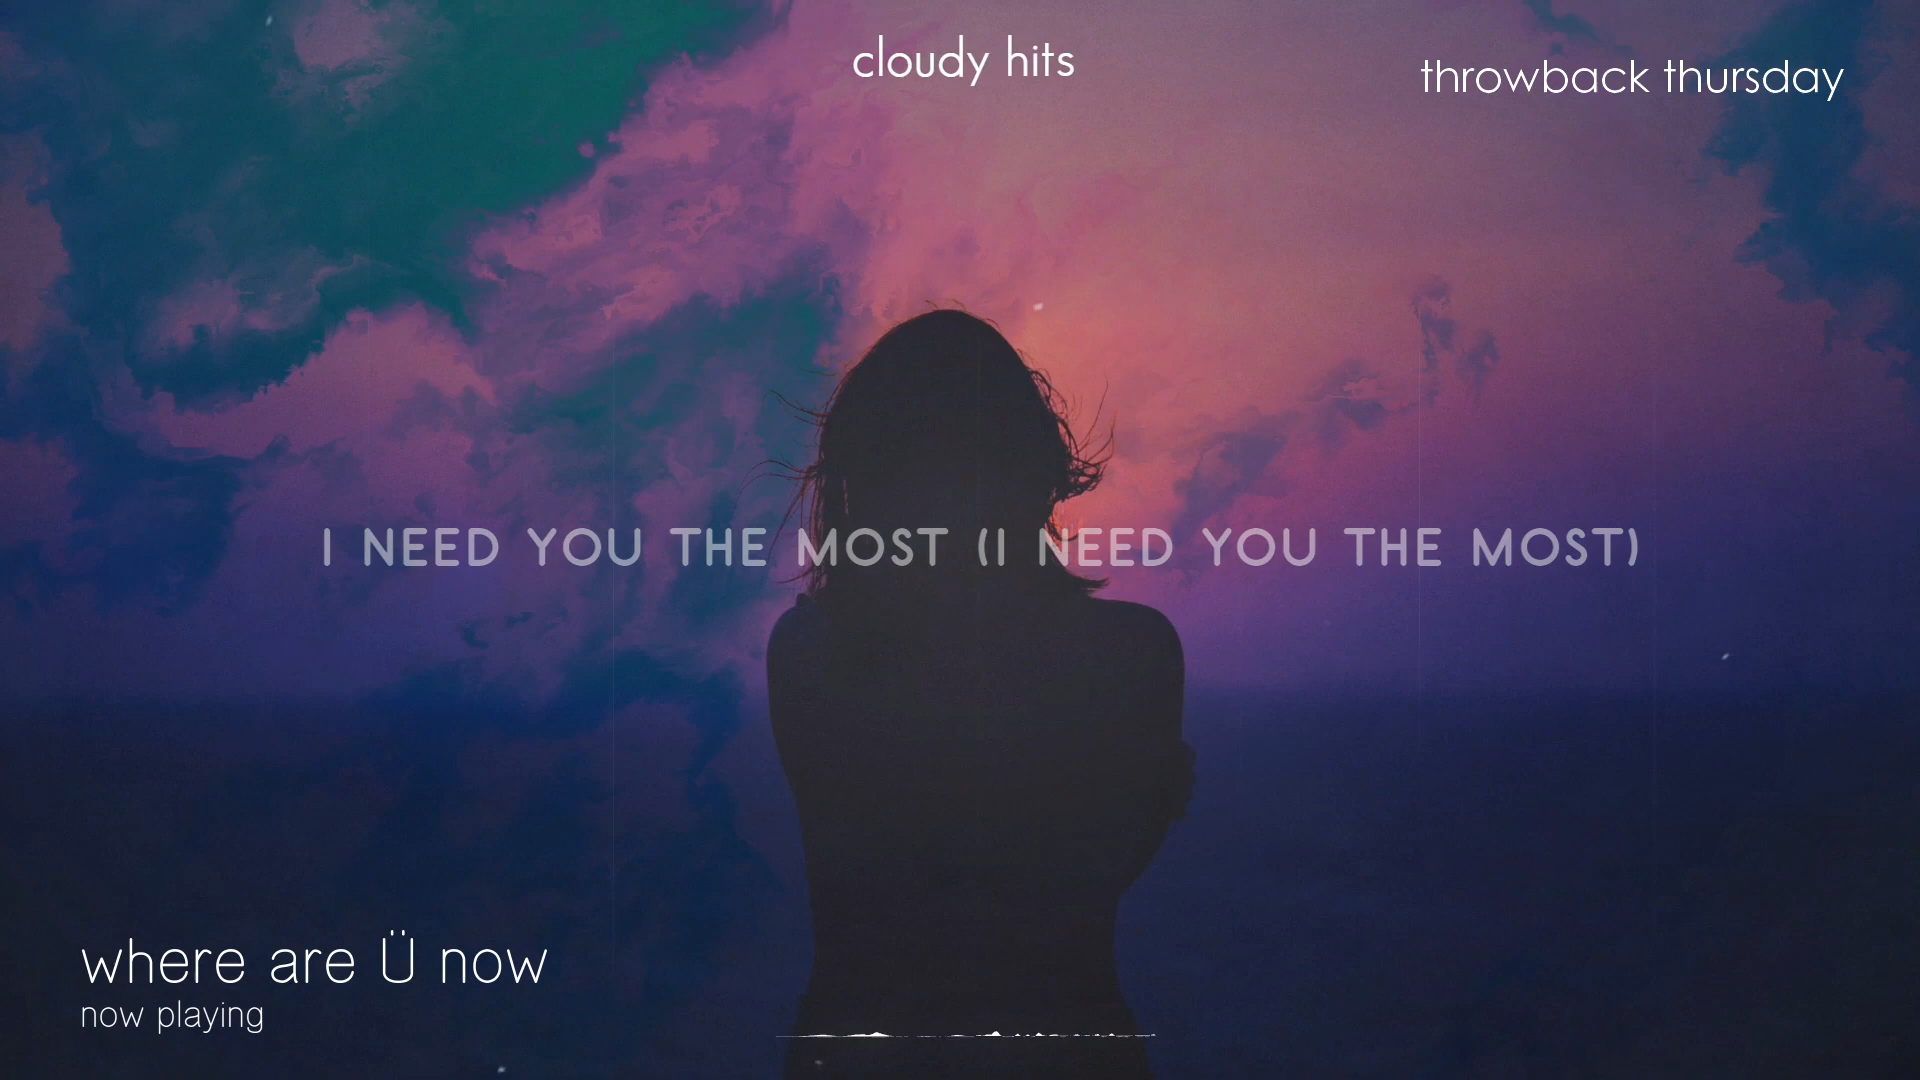 cloudy hits
throwback thursday
I NEED YOU THE MOST (I NEED YOU THE MOST)
where are Ü now
now playing